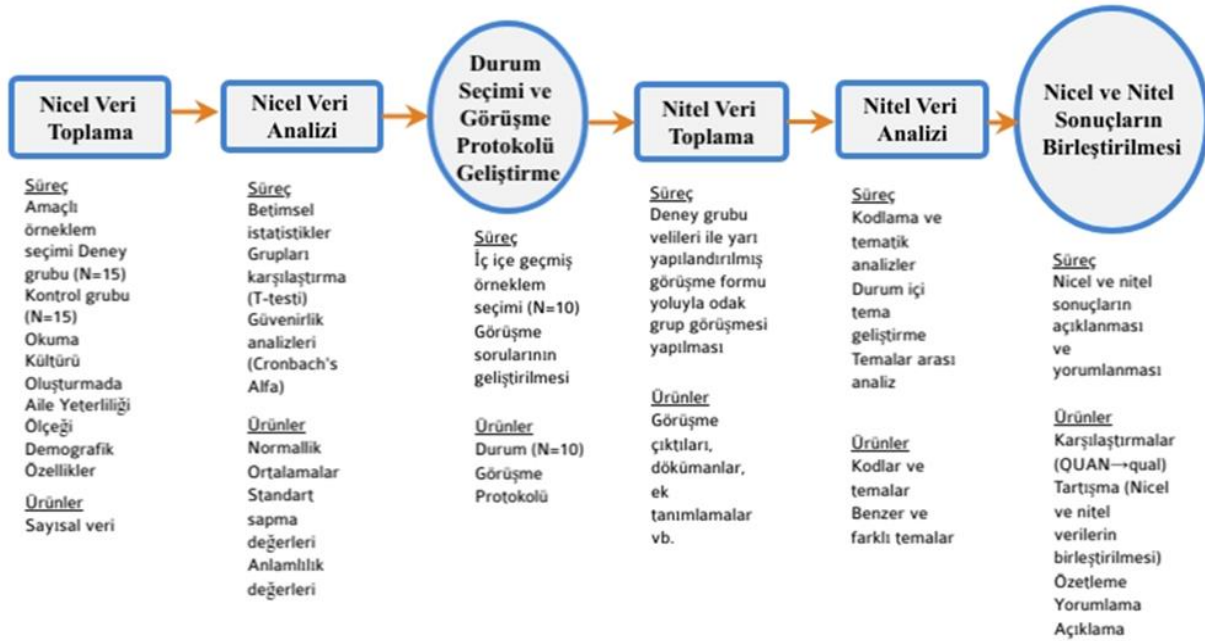 Nicel Veri
Toplama
Süreç
Amaçlı
örneklem
seçimi Deney
grubu (N=15)
Kontrol grubu
(N=15)
Okuma
Kültürü
Oluşturmada
Aile Yeterliliği
Ölçeği
Demografik
Özellikler
Ürünler
Sayısal veri
Nicel Veri
Analizi
Süreç
Betimsel
istatistikler
Grupları
karşılaştırma
(T-testi)
Güvenirlik
analizleri
(Cronbach's
Alfa)
Ürünler
Normallik
Ortalamalar
Standart
sapma
değerleri
Anlamlılık
değerleri
Durum
Seçimi ve
Görüşme
Protokolü
Geliştirme
Süreç
İç içe geçmiş
örneklem
seçimi (N=10)
Görüşme
sorularının
geliştirilmesi
Ürünler
Durum (N=10)
Görüşme
Protokolü
Nitel Veri
Toplama
Süreç
Deney grubu
velileri ile yarı
yapılandırılmış
görüşme formu
yoluyla odak
grup görüşmesi
yapılması
Ürünler
Görüşme
çıktıları,
dökümanlar,
ek
tanımlamalar
vb.
Nitel Veri
Analizi
Süreç
Kodlama ve
tematik
analizler
Durum içi
tema
geliştirme
Temalar arası
analiz
Ürünler
Kodlar ve
temalar
Benzer ve
farklı temalar
Nicel ve Nitel
Sonuçların
Birleştirilmesi
Süreç
Nicel ve nitel
sonuçların
açıklanması
ve
yorumlanması
Ürünler
Karşılaştırmalar
(QUAN→qual)
Tartışma (Nicel
ve nitel
verilerin
birleştirilmesi)
Özetleme
Yorumlama
Açıklama